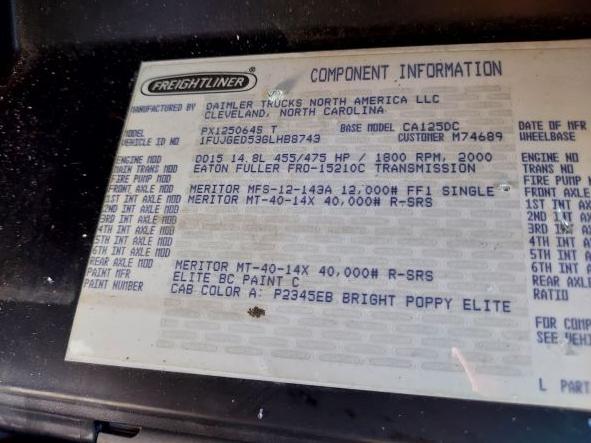 FREIGHTLINER® COMPONENT INFORMATION
MANUFACTURED BY DAIMLER TRUCKS NORTH AMERICA LLC
CLEVELAND, NORTH CAROLINA
MODEL PX125064S T BASE MODEL CA125DC DATE OF MFR
VEHICLE ID NO CUSTOMER M74689 WHEELBASE
ENGINE MOD DD15 14.8L 455/475 HP / 1800 RPM, 2000 ENGINE NO
MAIN TRANS MOD EATON FULLER FRO-15210C TRANSMISSION TRANS NO
FIRE PUMP MOD FIRE PUMP
FRONT AXLE MOD MERITOR MFS-12-143A 12,000# FF1 SINGLE FRONT AXLE
1ST INT AXLE MOD MERITOR MT-40-14X 40,000# R-SRS 1ST INT
2ND INT AXLE MOD 2ND INT
3RD INT AXLE MOD 3RD INT AX
4TH INT AXLE MOD 4TH INT
5TH INT AXLE MOD 5TH INT
6TH INT AXLE MOD 6TH INT
REAR AXLE MOD MERITOR MT-40-14X 40,000# R-SRS REAR AXLE
PAINT MFR ELITE BC PAINT C RATIO
PAINT NUMBER CAB COLOR A: P2345EB BRIGHT POPPY ELITE
FOR COMP
SEE VEHI
L PART